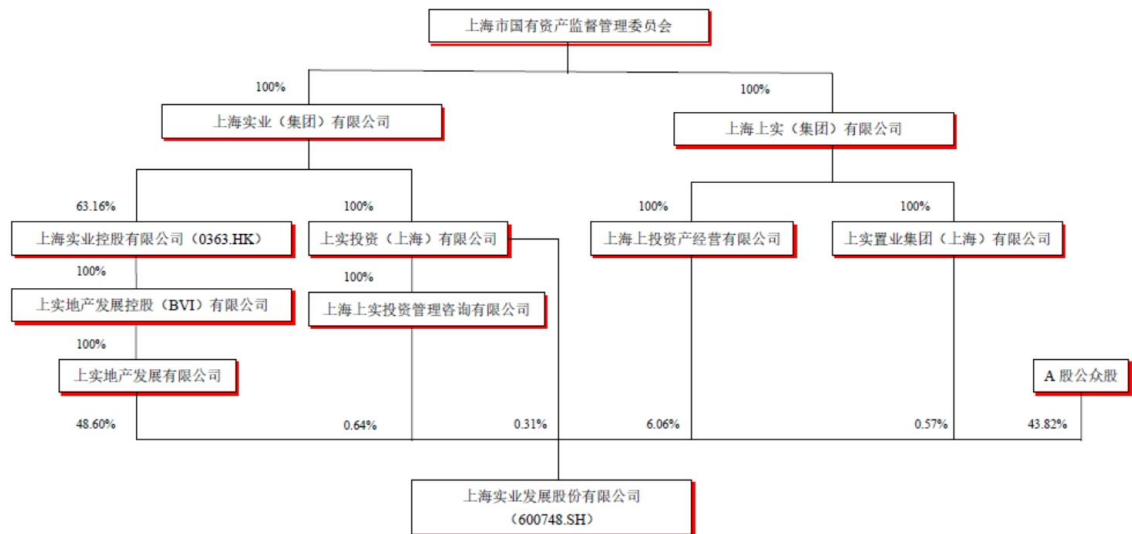 上海市国有资产监督管理委员会
100%
100%
上海实业（集团）有限公司
上海上实（集团）有限公司
63.16%
100%
100%
100%
上海实业控股有限公司（0363.HK）
上实投资（上海）有限公司
上海上投资产经营有限公司
上实置业集团（上海）有限公司
100%
100%
上实地产发展控股（BVI）有限公司
上海上实投资管理咨询有限公司
100%
上实地产发展有限公司
A 股公众股
48.60%
0.64%
0.31%
6.06%
0.57%
43.82%
上海实业发展股份有限公司
（600748.SH）